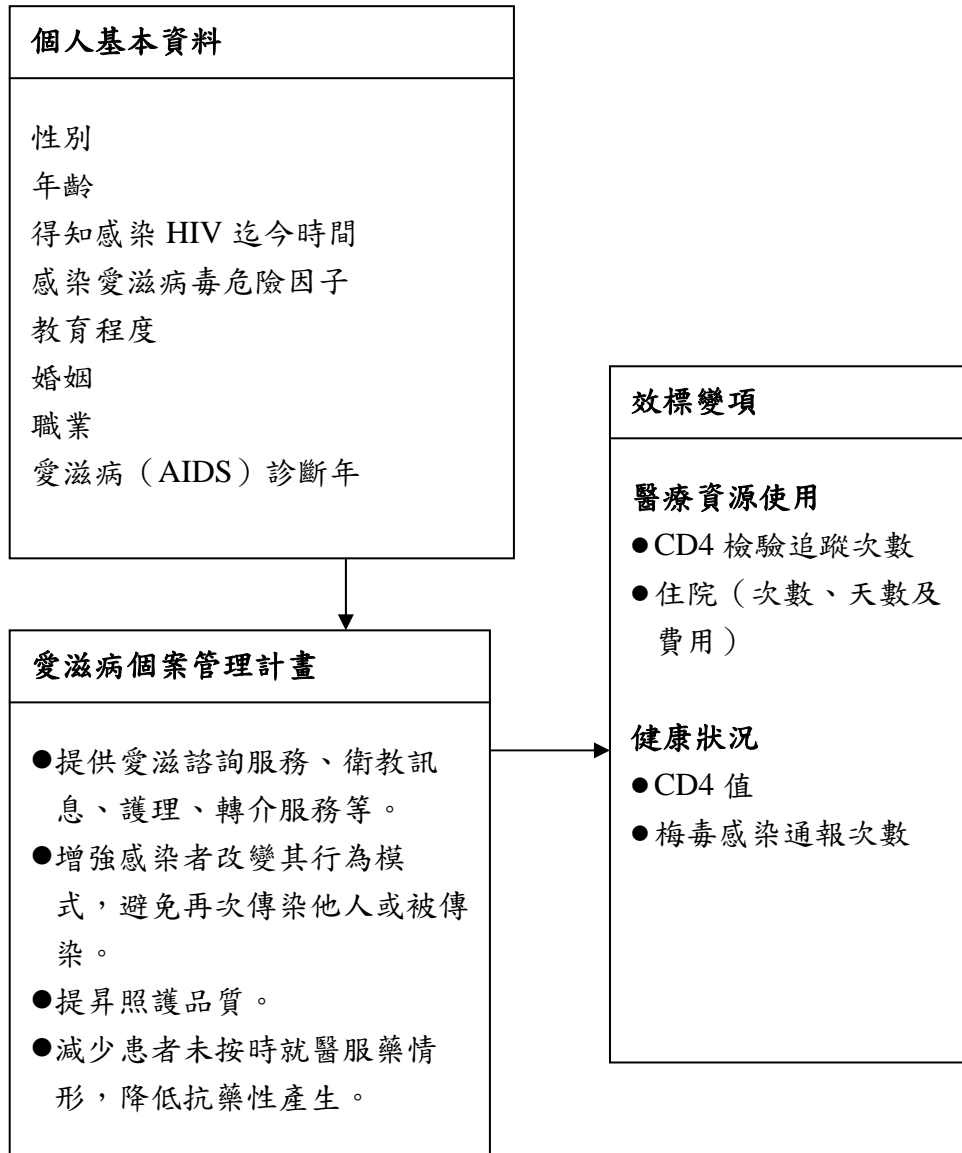 個人基本資料
性別
年齡
得知感染 HIV 迄今時間
感染愛滋病毒危險因子
教育程度
婚姻
職業
愛滋病（AIDS）診斷年
愛滋病個案管理計畫
●提供愛滋諮詢服務、衛教訊
息、護理、轉介服務等。
●增強感染者改變其行為模
式，避免再次傳染他人或被傳
染。
●提昇照護品質。
●減少患者未按時就醫服藥情
形，降低抗藥性產生。
效標變項
醫療資源使用
●CD4 檢驗追蹤次數
●住院（次數、天數及
費用）
健康狀況
●CD4 值
●梅毒感染通報次數